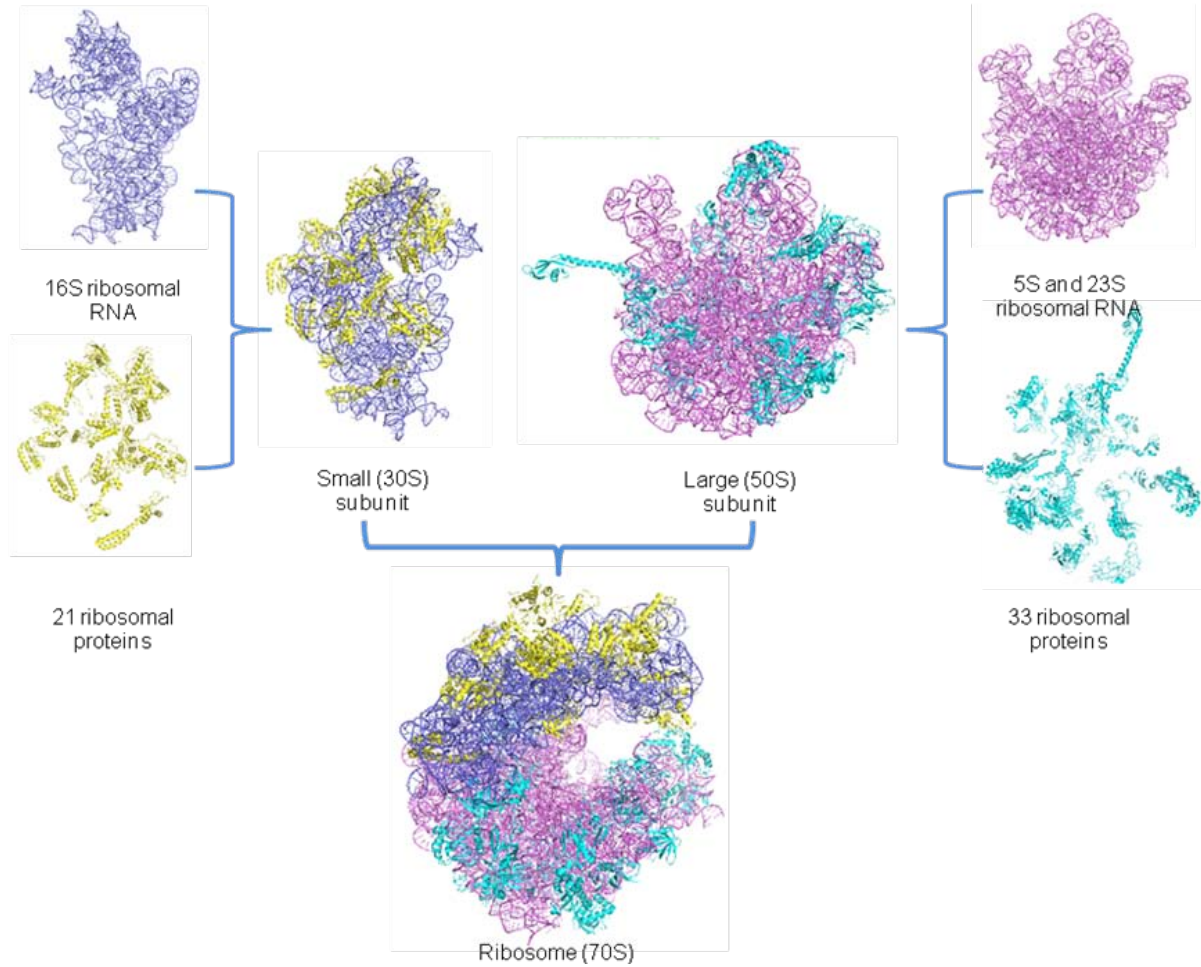 16S ribosomal
RNA
5S and 23S
ribosomal RNA
Small (30S)
subunit
Large (50S)
subunit
21 ribosomal
proteins
33 ribosomal
proteins
Ribosome (70S)